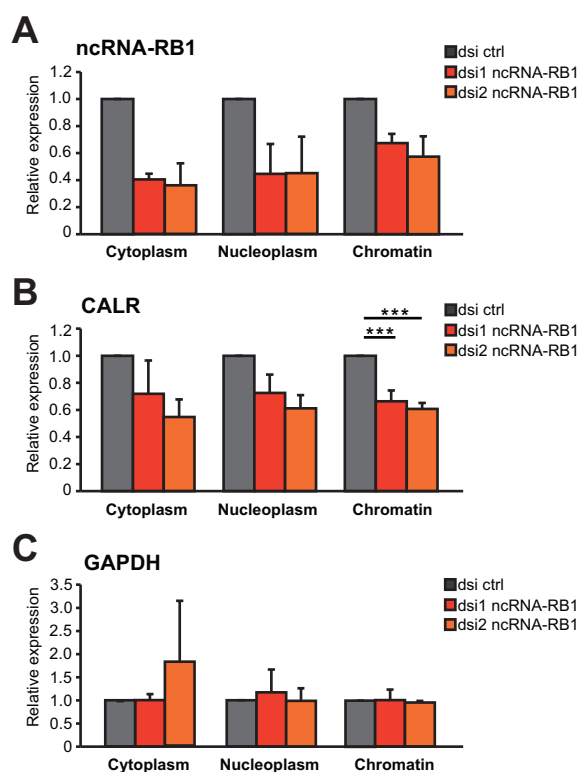 A
ncRNA-RB1
dsi ctrl
dsi1 ncRNA-RB1
dsi2 ncRNA-RB1
Relative expression
1.2
1.0
0.8
0.6
0.4
0.2
0
Cytoplasm Nucleoplasm Chromatin
B
CALR
dsi ctrl
dsi1 ncRNA-RB1
dsi2 ncRNA-RB1
***
***
Relative expression
1.2
1.0
0.8
0.6
0.4
0.2
0
Cytoplasm Nucleoplasm Chromatin
C
GAPDH
dsi ctrl
dsi1 ncRNA-RB1
dsi2 ncRNA-RB1
Relative expression
3.5
3.0
2.5
2.0
1.5
1.0
0.5
0
Cytoplasm Nucleoplasm Chromatin